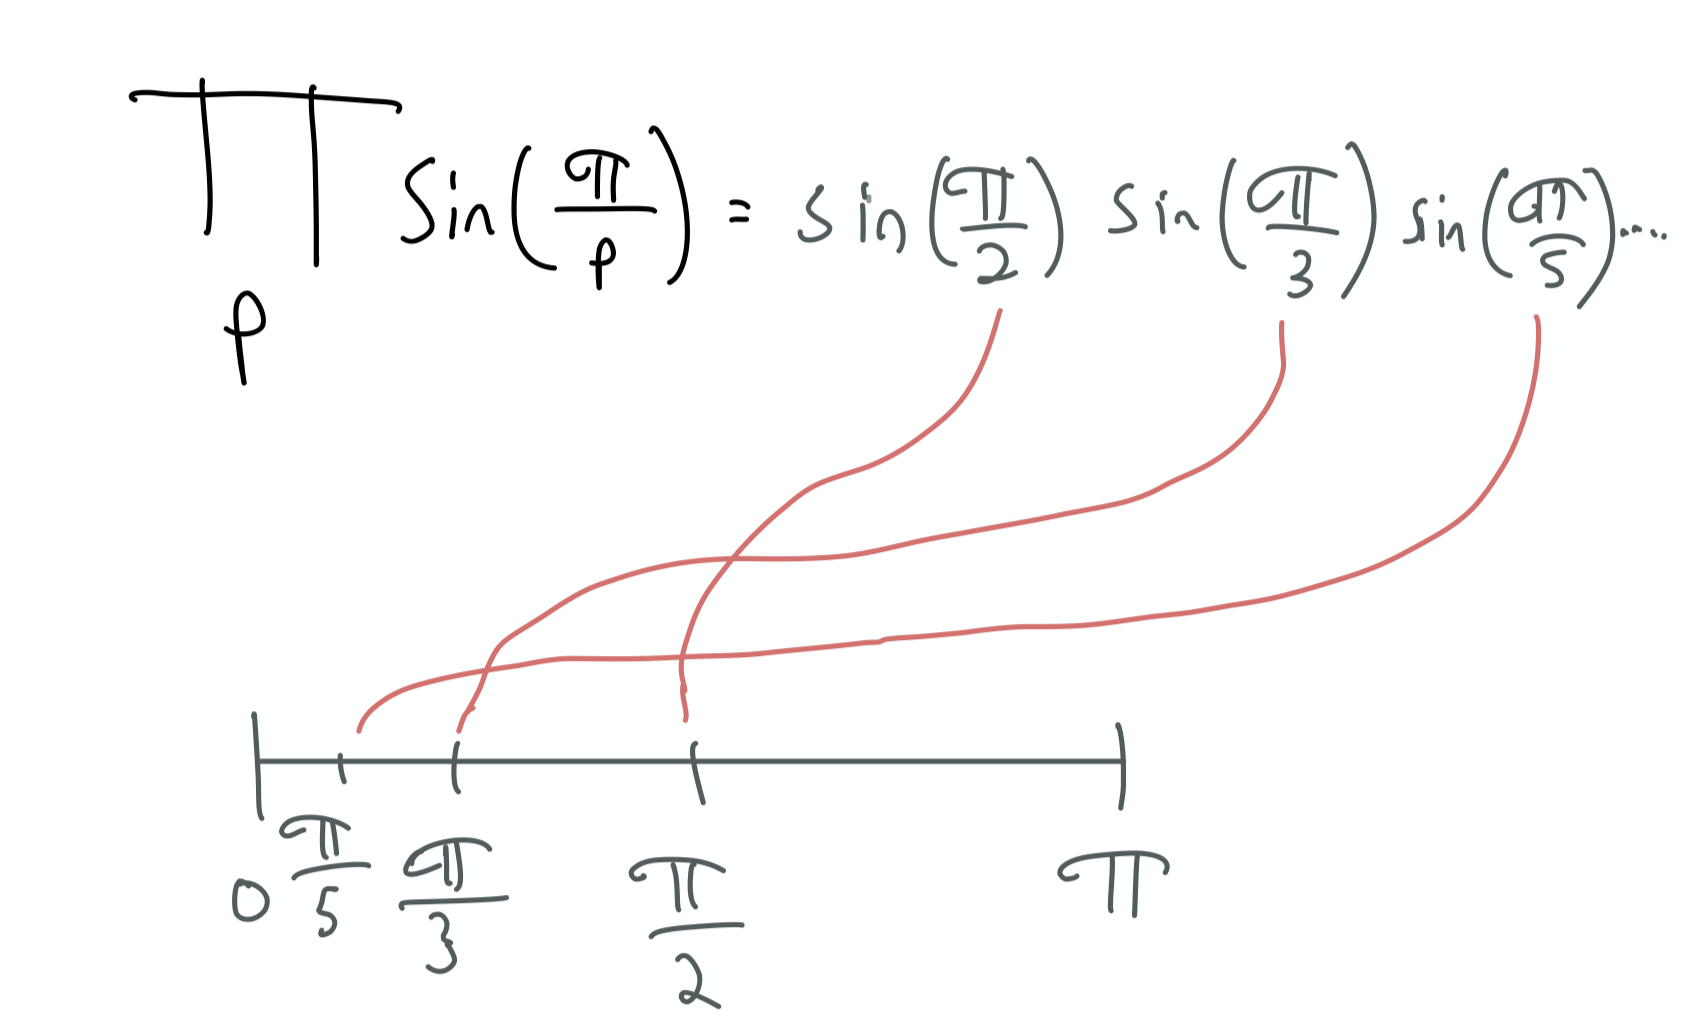 ∏ sin(π/p) = sin(π/2) sin(π/3) sin(π/5)....
p
0 π/5 π/3 π/2 π